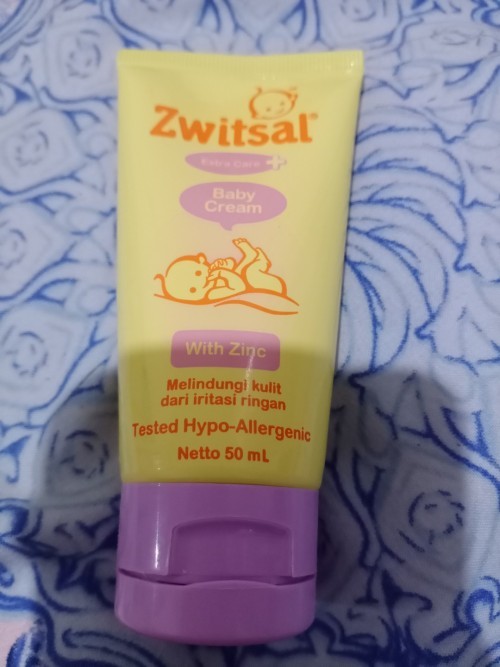 Zwitsal®
Extra Care +
Baby
Cream
With Zinc
Melindungi kulit
dari iritasi ringan
Tested Hypo-Allergenic
Netto 50 mL